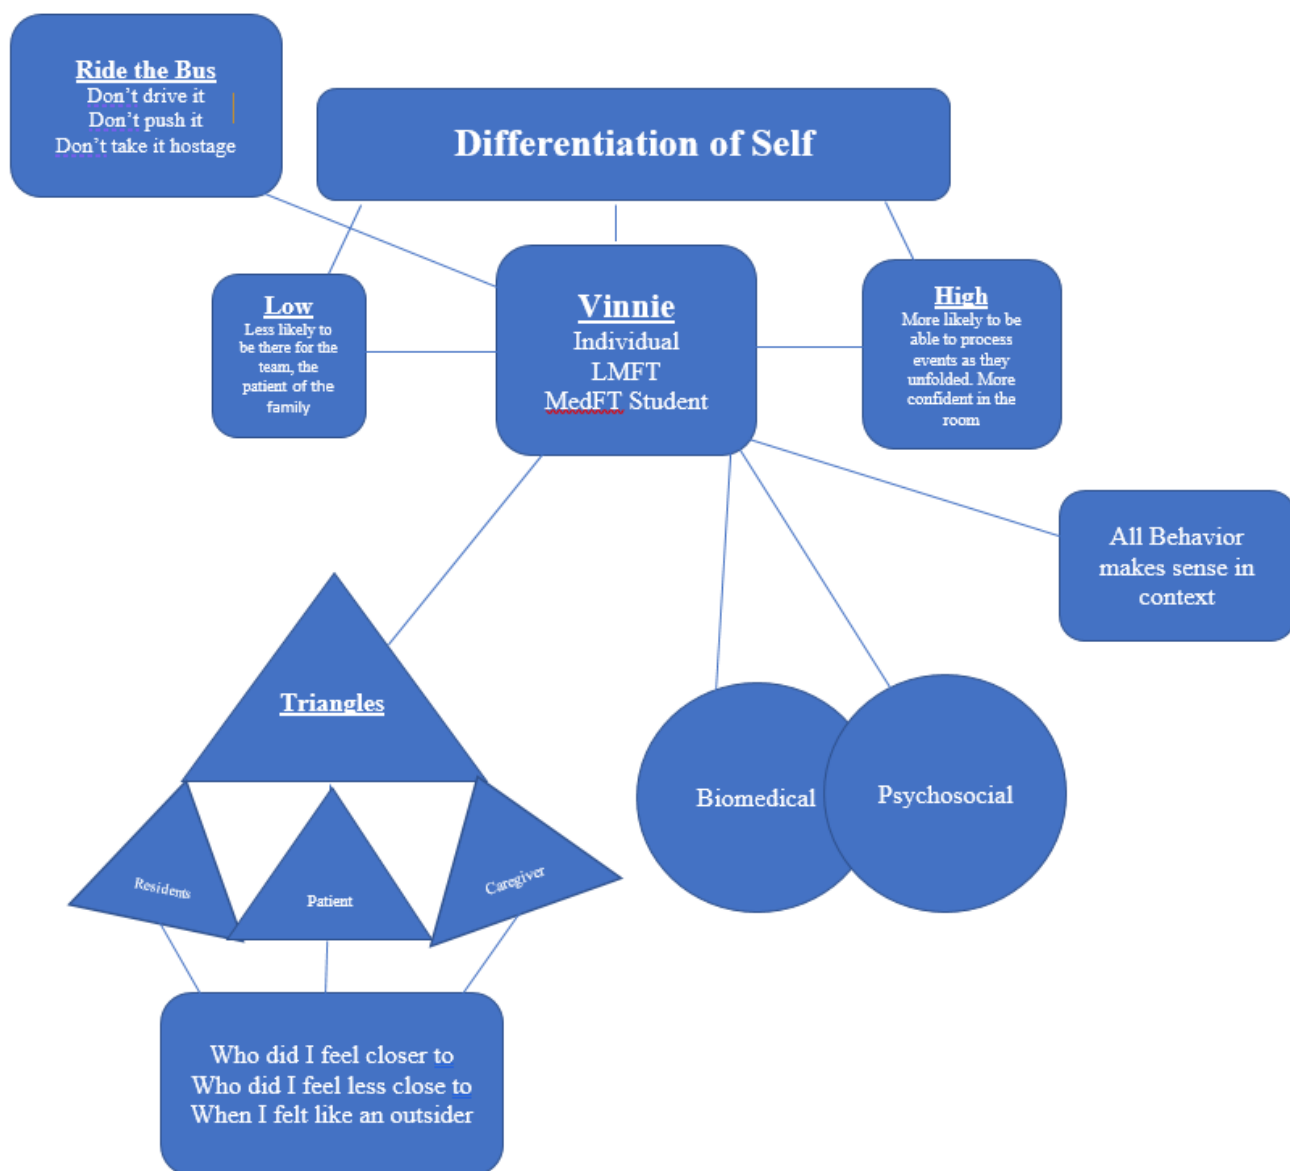 Ride the Bus
Don't drive it
Don't push it
Don't take it hostage
Differentiation of Self
Low
Less likely to
be there for the
team, the
patient of the
family
Vinnie
Individual
LMFT
MedFT Student
High
More likely to be
able to process
events as they
unfolded. More
confident in the
room
All Behavior
makes sense in
context
Triangles
Residents
Patient
Caregiver
Biomedical
Psychosocial
Who did I feel closer to
Who did I feel less close to
When I felt like an outsider